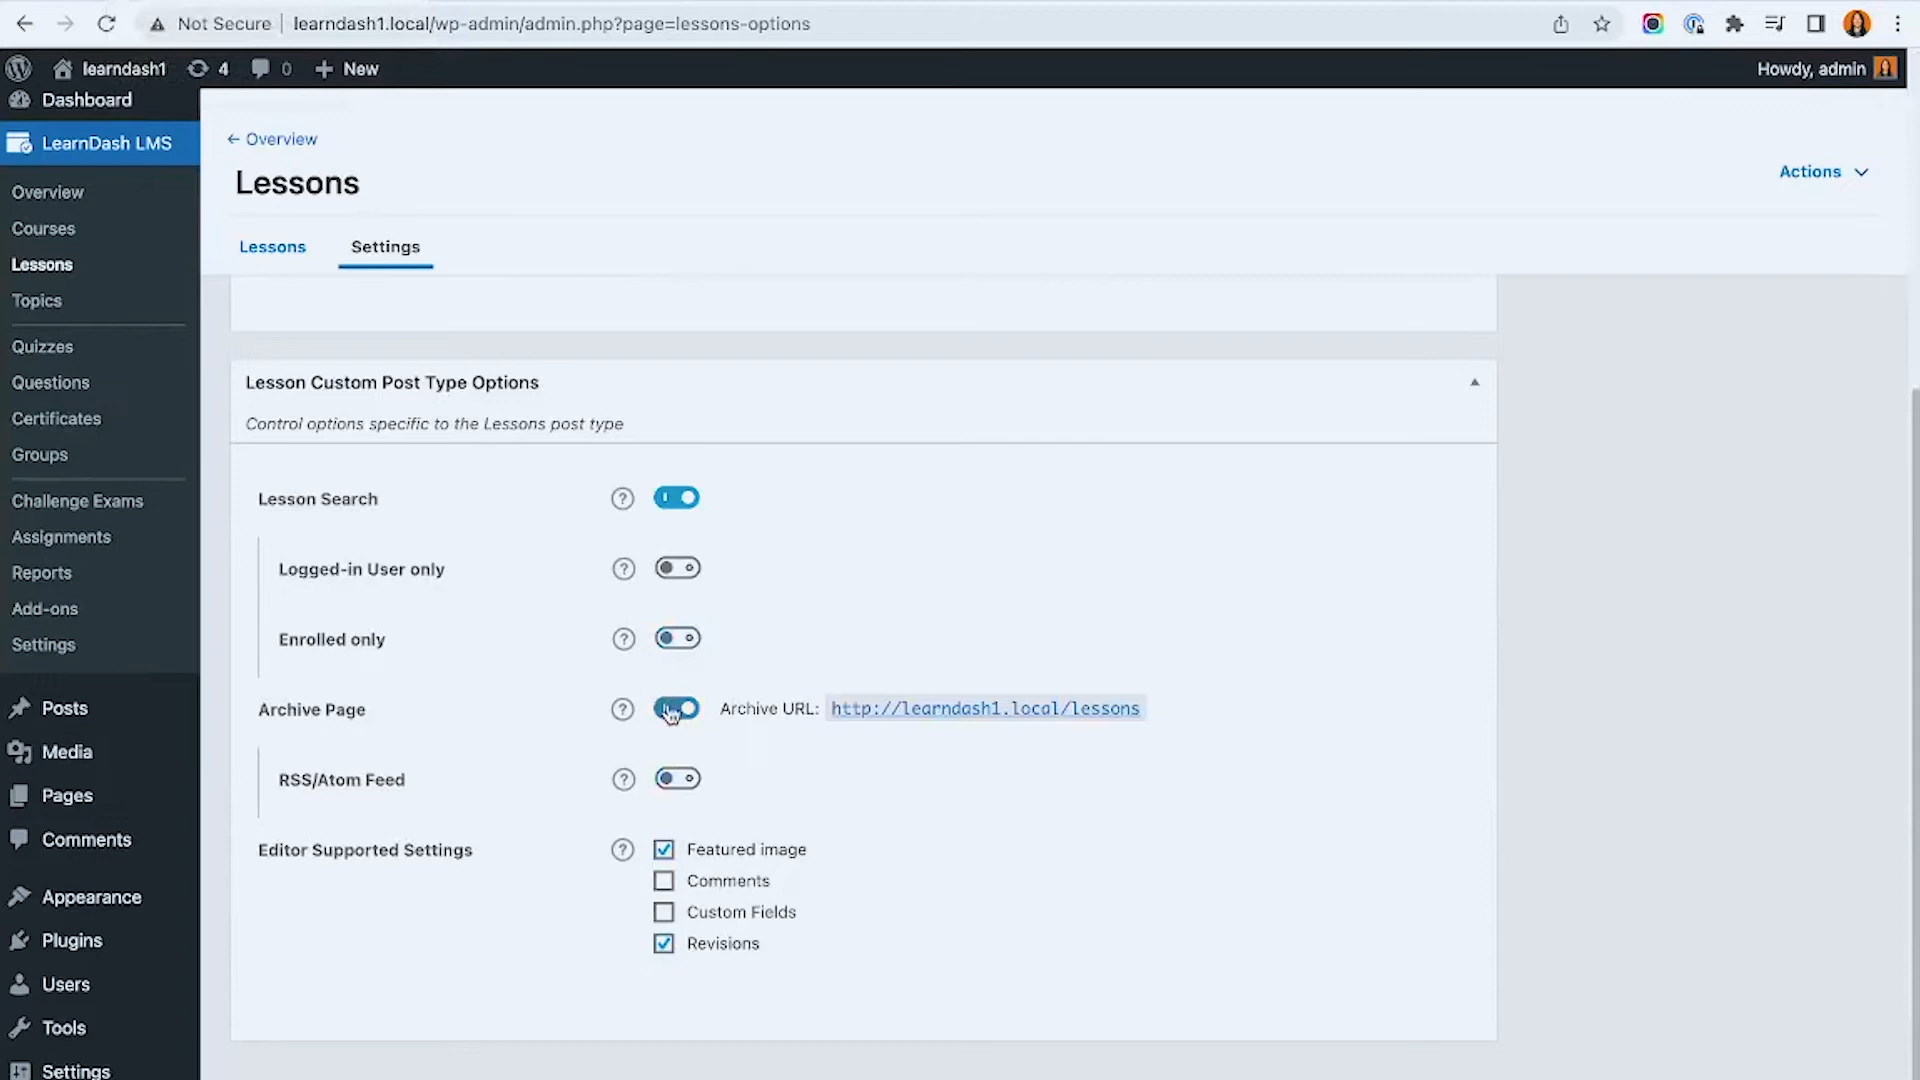 Not Secure learndash1.local/wp-admin/admin.php?page=lessons-options
learndash1 4 0 New Howdy, admin
Dashboard
LearnDash LMS
Overview
Courses
Lessons
Topics
Quizzes
Questions
Certificates
Groups
Challenge Exams
Assignments
Reports
Add-ons
Settings
Posts
Media
Pages
Comments
Appearance
Plugins
Users
Tools
Settings
← Overview
Lessons
Actions
Lessons Settings
Lesson Custom Post Type Options
Control options specific to the Lessons post type
Lesson Search ?
Logged-in User only ?
Enrolled only ?
Archive Page ? Archive URL: http://learndash1.local/lessons
RSS/Atom Feed ?
Editor Supported Settings ? Featured image
Comments
Custom Fields
Revisions